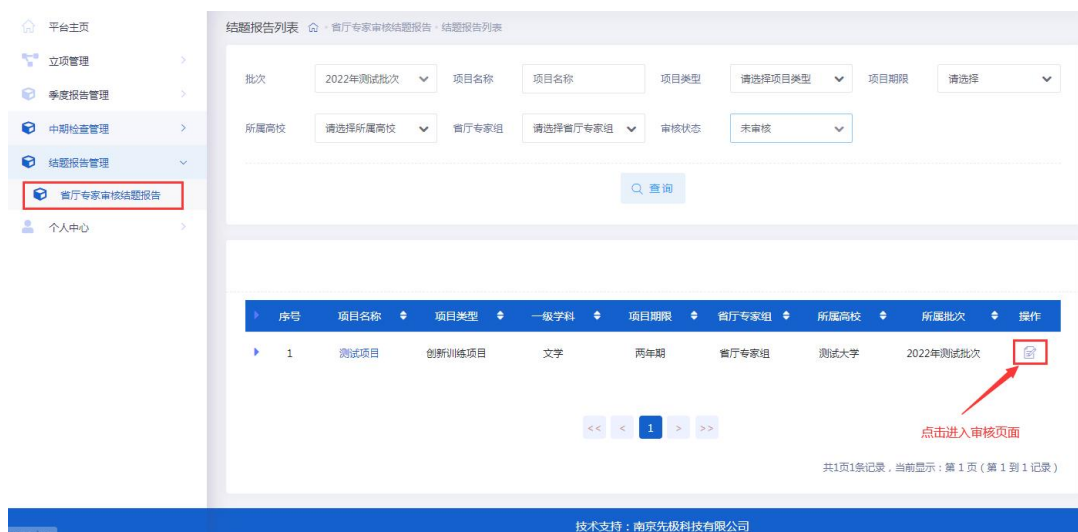 平台主页
立项管理
季度报告管理
中期检查管理
结题报告管理
省厅专家审核结题报告
个人中心
结题报告列表 省厅专家审核结题报告 - 结题报告列表
批次 2022年测试批次 项目名称 项目名称 项目类型 请选择项目类型 项目期限 请选择
所属高校 请选择所属高校 省厅专家组 请选择省厅专家组 审核状态 未审核
查询
序号 项目名称 项目类型 一级学科 项目期限 省厅专家组 所属高校 所属批次 操作
1 测试项目 创新训练项目 文学 两年期 省厅专家组 测试大学 2022年测试批次
<< < 1 > >>
点击进入审核页面
共1页1条记录，当前显示：第 1 页 ( 第 1 到 1 记录 )
技术支持：南京先极科技有限公司